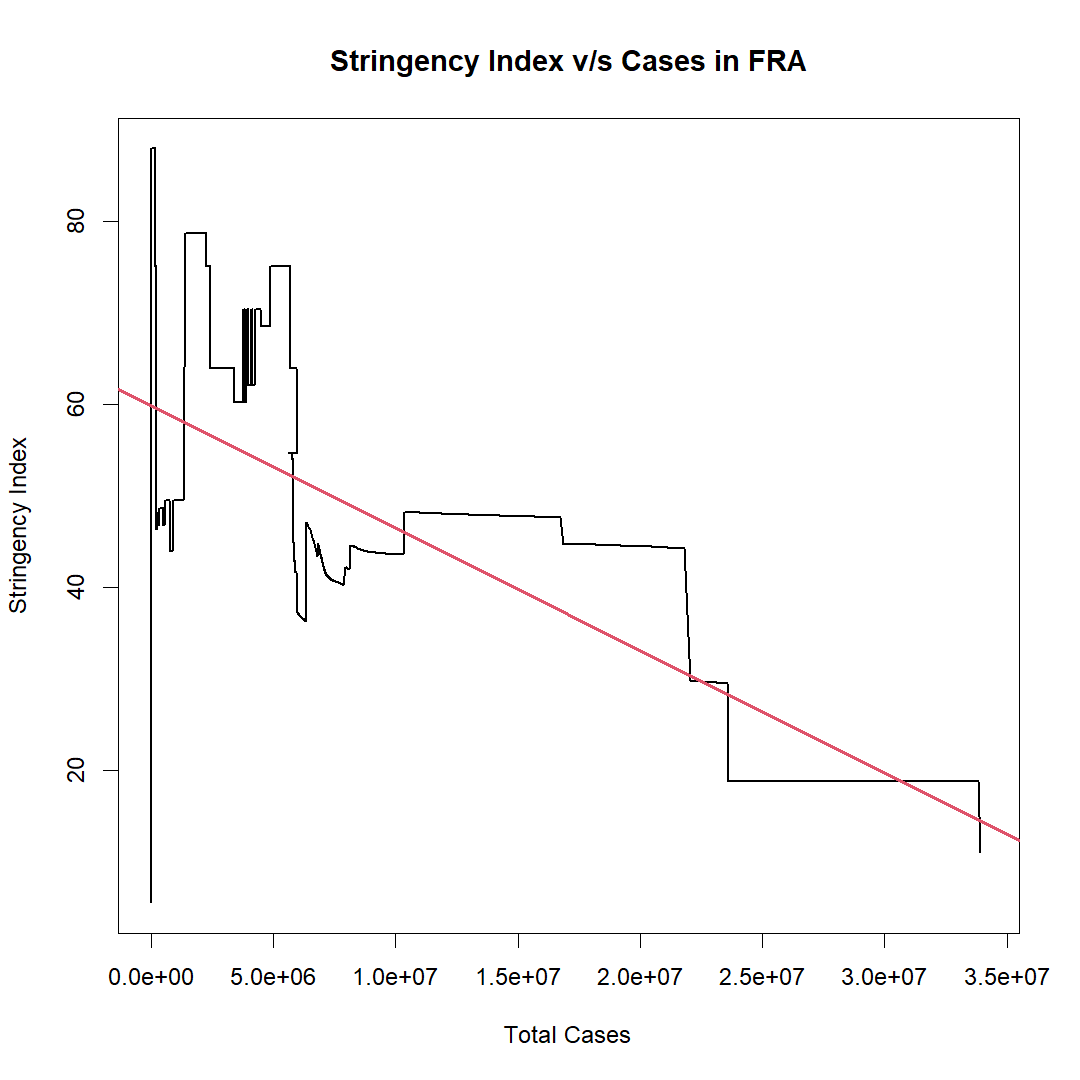 Stringency Index v/s Cases in FRA
Stringency Index
80
60
40
20
0.0e+00 5.0e+06 1.0e+07 1.5e+07 2.0e+07 2.5e+07 3.0e+07 3.5e+07
Total Cases